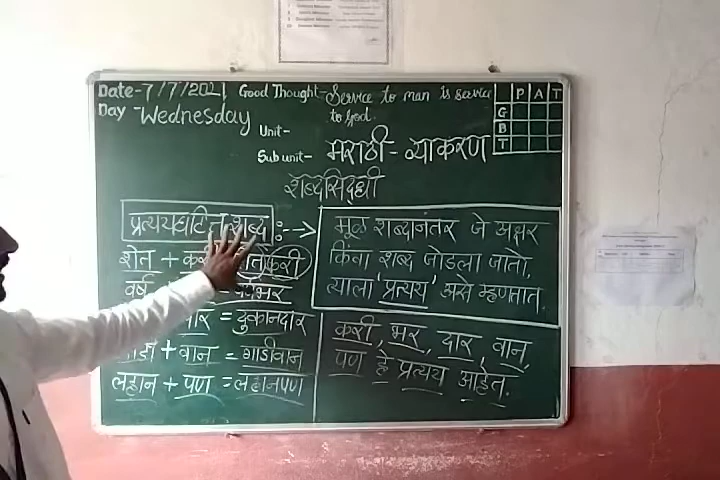 Date-7/7/2021
Good Thought- Service to man is service
to God.
Day -Wednesday
Unit-
Sub unit- मराठी - व्याकरण
शब्दसिद्धी
P A T
G
B
T
प्रत्ययघटित शब्द :-->
शेत +
वर्ष
= दुकानदार
+ वान = गाडीवान
लहान + पण = लहानपण
मूळ शब्दानंतर जे अक्षर
किंवा शब्द जोडला जातो,
त्याला 'प्रत्यय' असे म्हणतात.
करी, भर, दार, वान,
पण हे प्रत्यय आहेत.